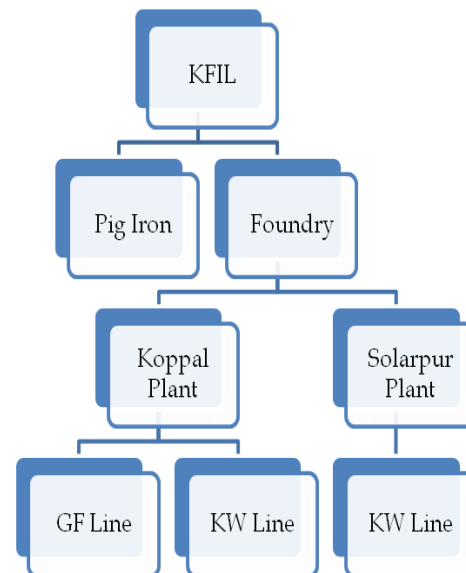 KFIL
Pig Iron
Foundry
Koppal
Plant
Solarpur
Plant
GF Line
KW Line
KW Line